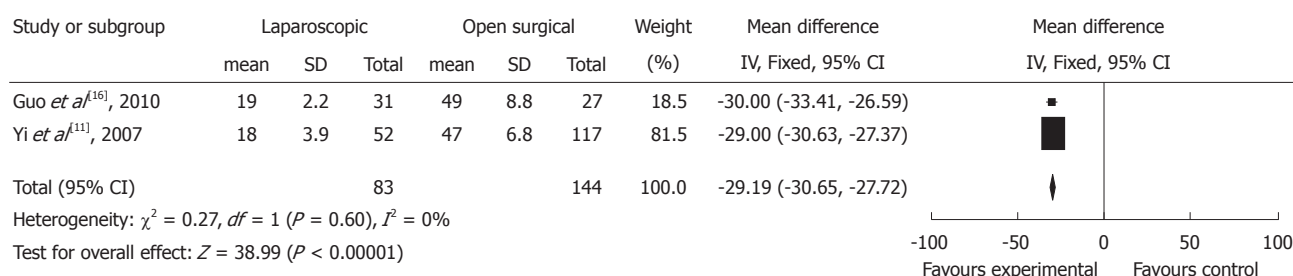 Study or subgroup Laparoscopic Open surgical Weight Mean difference Mean difference
mean SD Total mean SD Total (%) IV, Fixed, 95% CI IV, Fixed, 95% CI
Guo et al[16], 2010 19 2.2 31 49 8.8 27 18.5 -30.00 (-33.41, -26.59)
Yi et al[11], 2007 18 3.9 52 47 6.8 117 81.5 -29.00 (-30.63, -27.37)
Total (95% CI) 83 144 100.0 -29.19 (-30.65, -27.72)
Heterogeneity: χ² = 0.27, df = 1 (P = 0.60), I² = 0%
Test for overall effect: Z = 38.99 (P < 0.00001)
-100 -50 0 50 100
Favours experimental Favours control